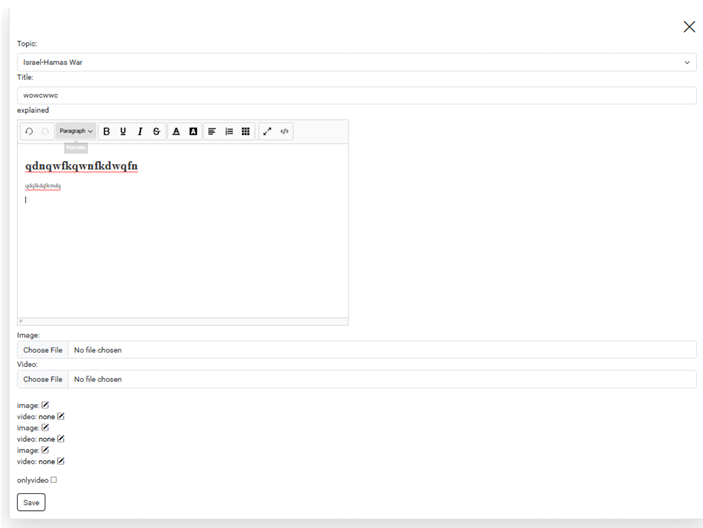 Topic:
Israel-Hamas War
Title:
wowcwwc
explained
Paragraph B U I S A A </>
Formats
qdnqwfkqwnfkdwqfn
P
Image:
Choose File No file chosen
Video:
Choose File No file chosen
image:
video: none
image:
video: none
image:
video: none
onlyvideo
Save